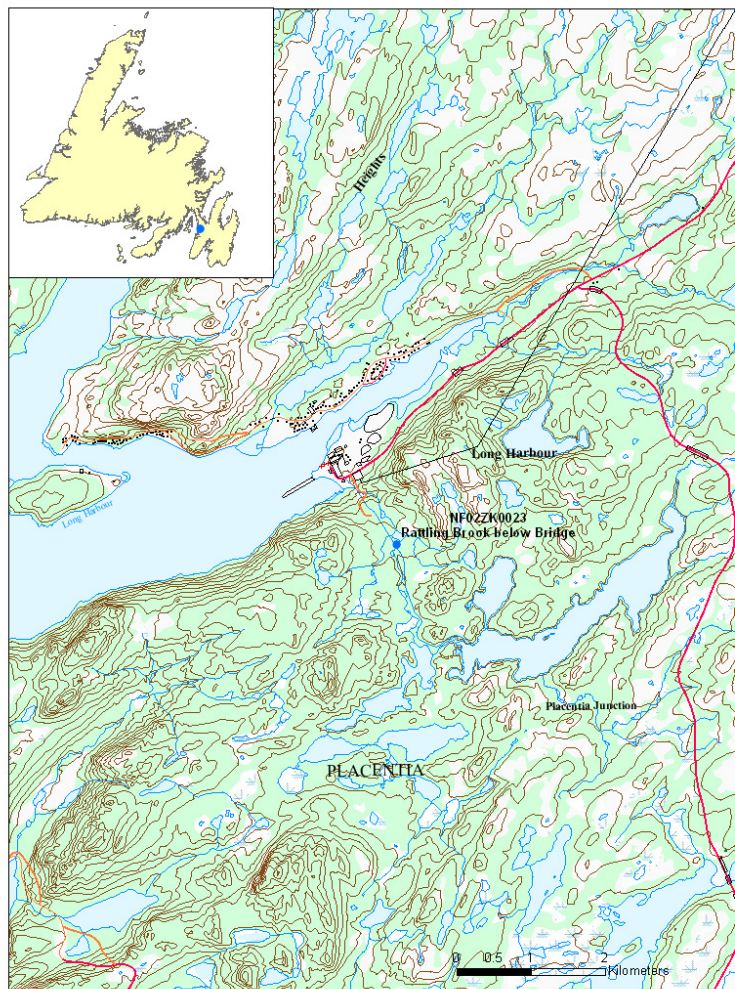 Heights
Long Harbour
Long Harbour
NF02ZK0023
Rattling Brook below Bridge
Placentia Junction
PLACENTIA
0 0.5 1 2
Kilometers